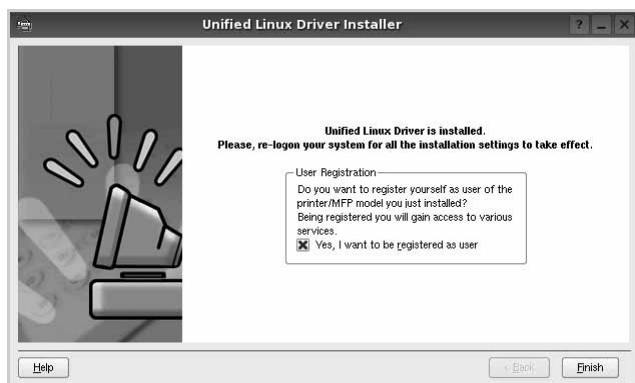 Unified Linux Driver Installer
? _ X
Unified Linux Driver is installed.
Please, re-logon your system for all the installation settings to take effect.
User Registration
Do you want to register yourself as user of the
printer/MFP model you just installed?
Being registered you will gain access to various
services.
Yes, I want to be registered as user
Help
< Back
Finish